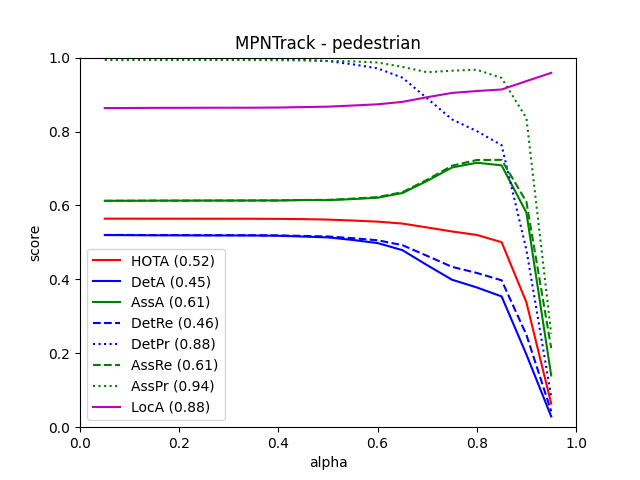 MPNTrack - pedestrian
1.0
0.8
0.6
0.4
0.2
0.0
score
HOTA (0.52)
DetA (0.45)
AssA (0.61)
DetRe (0.46)
DetPr (0.88)
AssRe (0.61)
AssPr (0.94)
LocA (0.88)
0.0 0.2 0.4 0.6 0.8 1.0
alpha